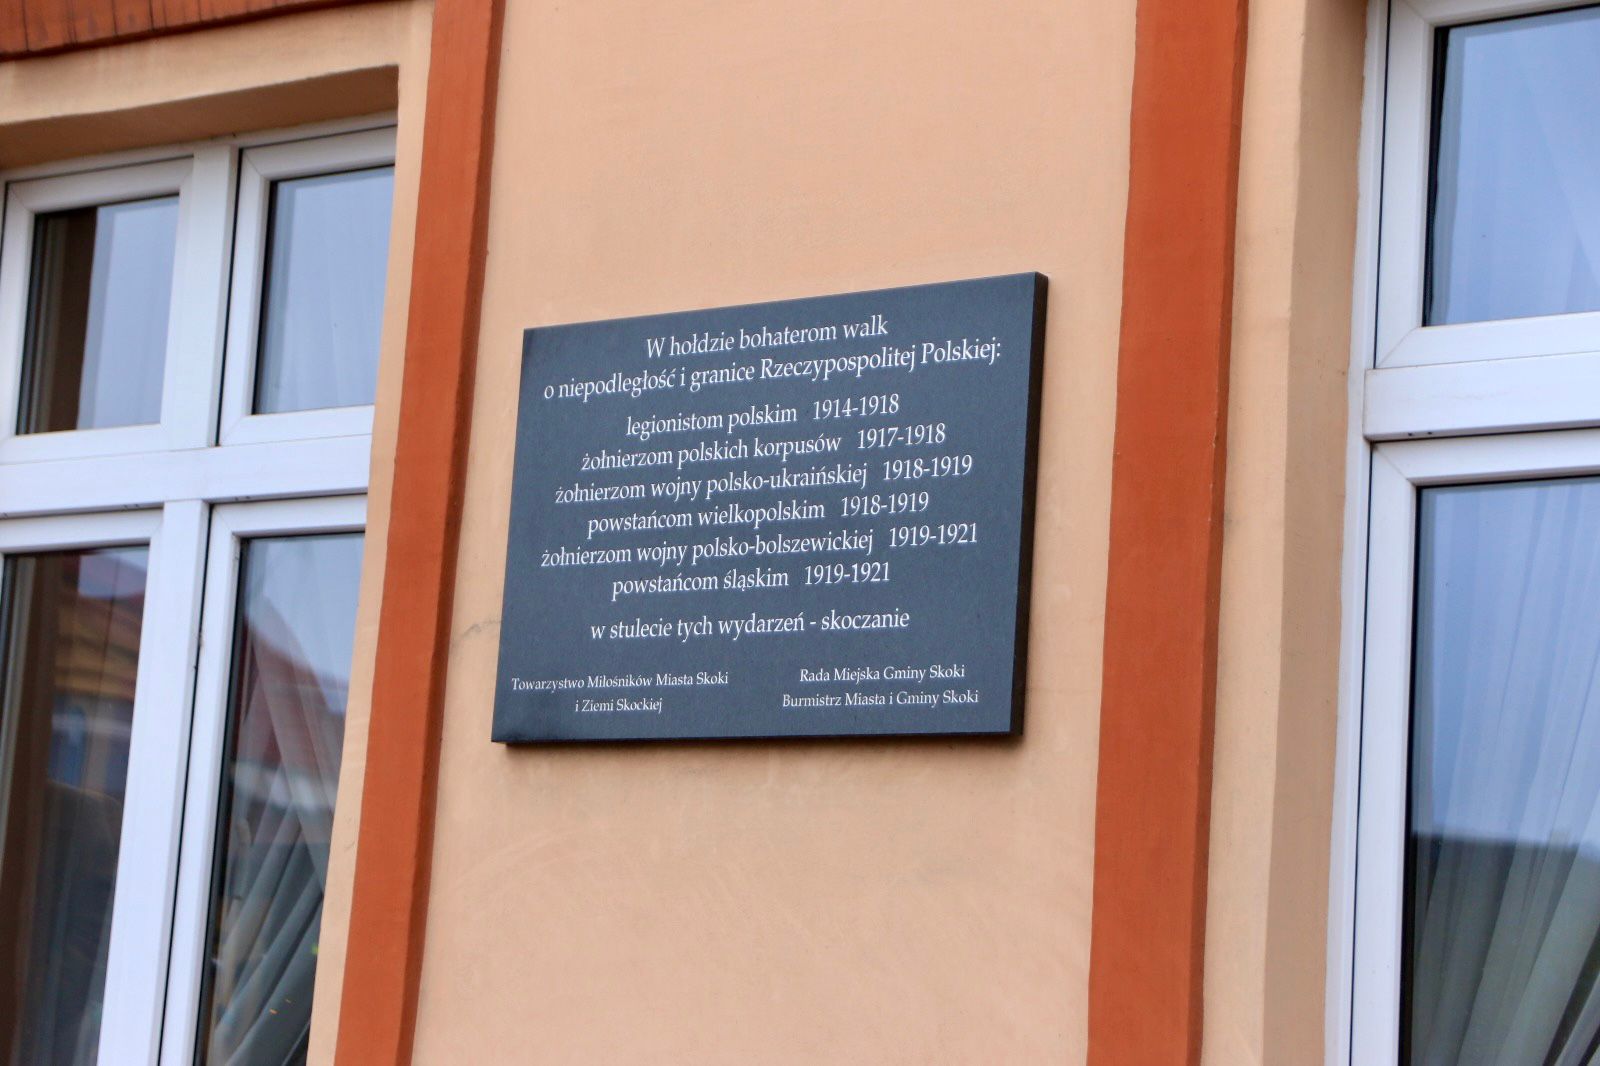 W hołdzie bohaterom walk
o niepodległość i granice Rzeczypospolitej Polskiej:
legionistom polskim 1914-1918
żołnierzom polskich korpusów 1917-1918
żołnierzom wojny polsko-ukraińskiej 1918-1919
powstańcom wielkopolskim 1918-1919
żołnierzom wojny polsko-bolszewickiej 1919-1921
powstańcom śląskim 1919-1921
w stulecie tych wydarzeń - skoczanie
Towarzystwo Miłośników Miasta Skoki
i Ziemi Skockiej
Rada Miejska Gminy Skoki
Burmistrz Miasta i Gminy Skoki